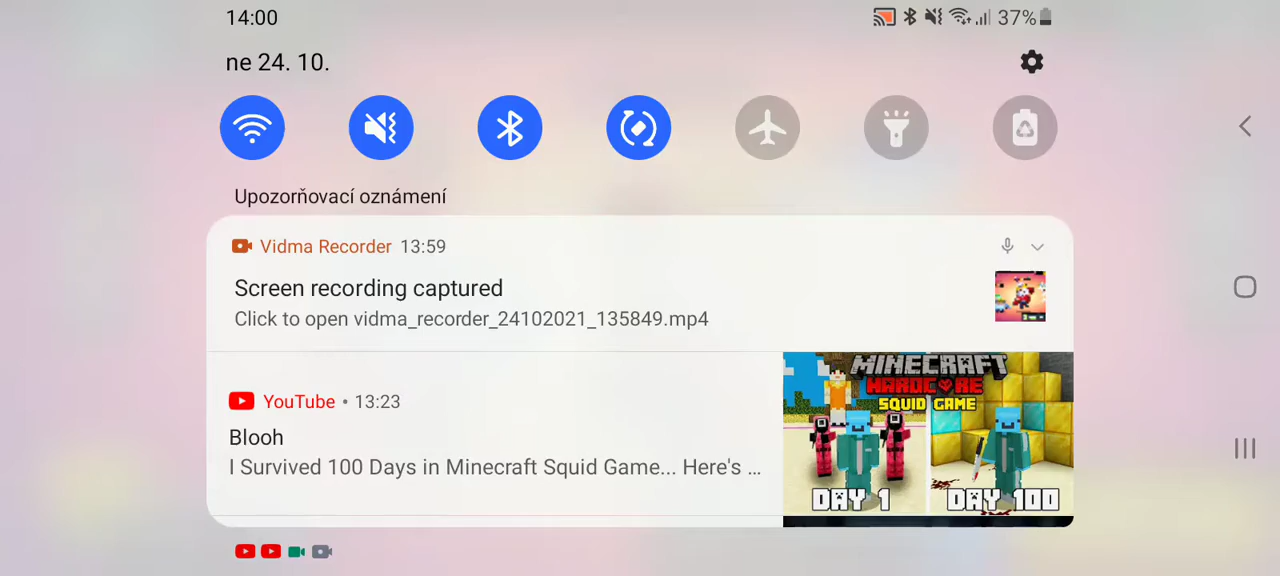 14:00
37%
ne 24. 10.
Upozorňovací oznámení
Vidma Recorder 13:59
Screen recording captured
Click to open vidma_recorder_24102021_135849.mp4
YouTube • 13:23
Blooh
I Survived 100 Days in Minecraft Squid Game... Here's ...
MINECRAFT
HARDCORE
SQUID GAME
DAY 1
DAY 100